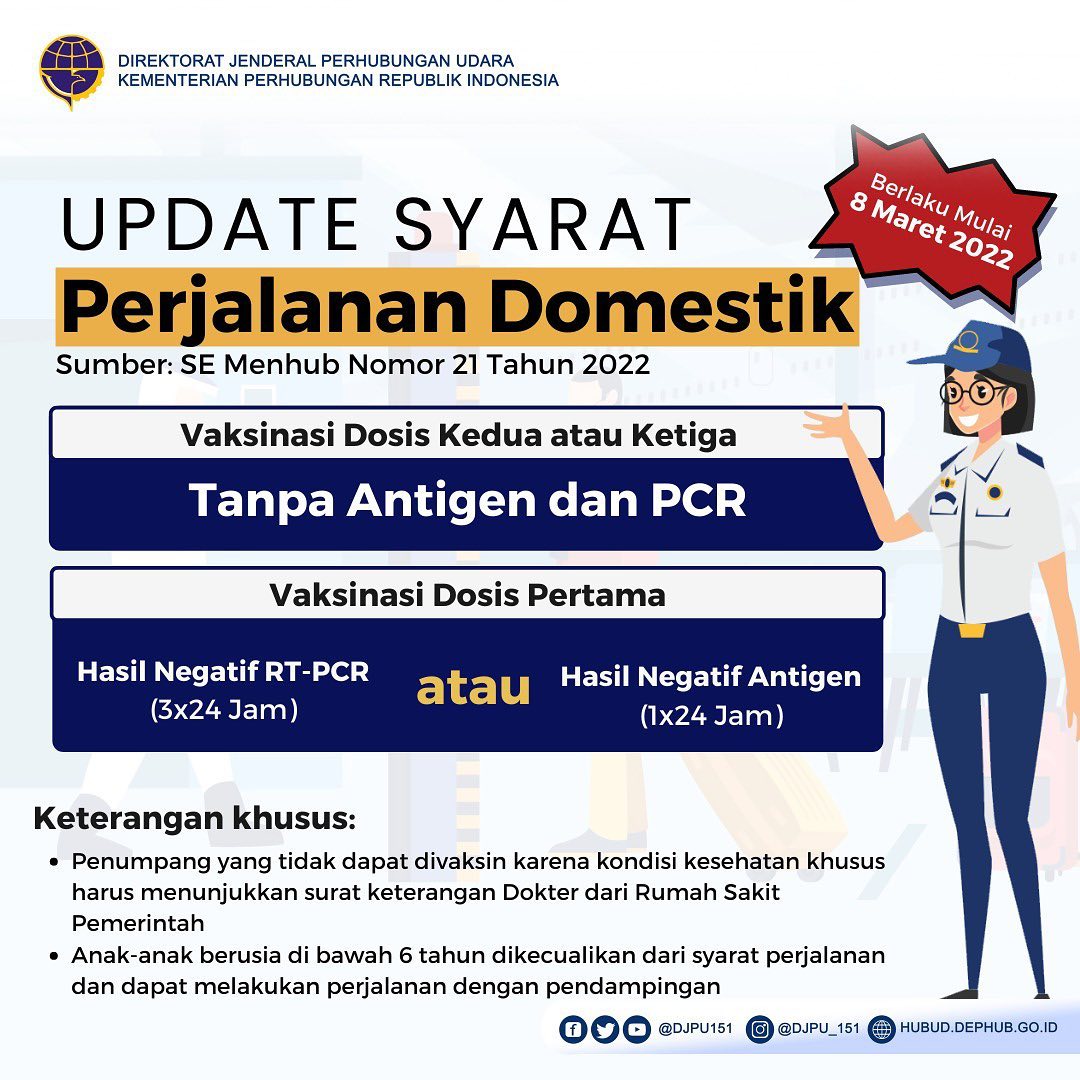 DIREKTORAT JENDERAL PERHUBUNGAN UDARA
KEMENTERIAN PERHUBUNGAN REPUBLIK INDONESIA
Berlaku Mulai
8 Maret 2022
UPDATE SYARAT
Perjalanan Domestik
Sumber: SE Menhub Nomor 21 Tahun 2022
Vaksinasi Dosis Kedua atau Ketiga
Tanpa Antigen dan PCR
Vaksinasi Dosis Pertama
Hasil Negatif RT-PCR
(3x24 Jam)
atau
Hasil Negatif Antigen
(1x24 Jam)
Keterangan khusus:
• Penumpang yang tidak dapat divaksin karena kondisi kesehatan khusus
harus menunjukkan surat keterangan Dokter dari Rumah Sakit
Pemerintah
• Anak-anak berusia di bawah 6 tahun dikecualikan dari syarat perjalanan
dan dapat melakukan perjalanan dengan pendampingan
@DJPU151 @DJPU_151 HUBUD.DEPHUB.GO.ID